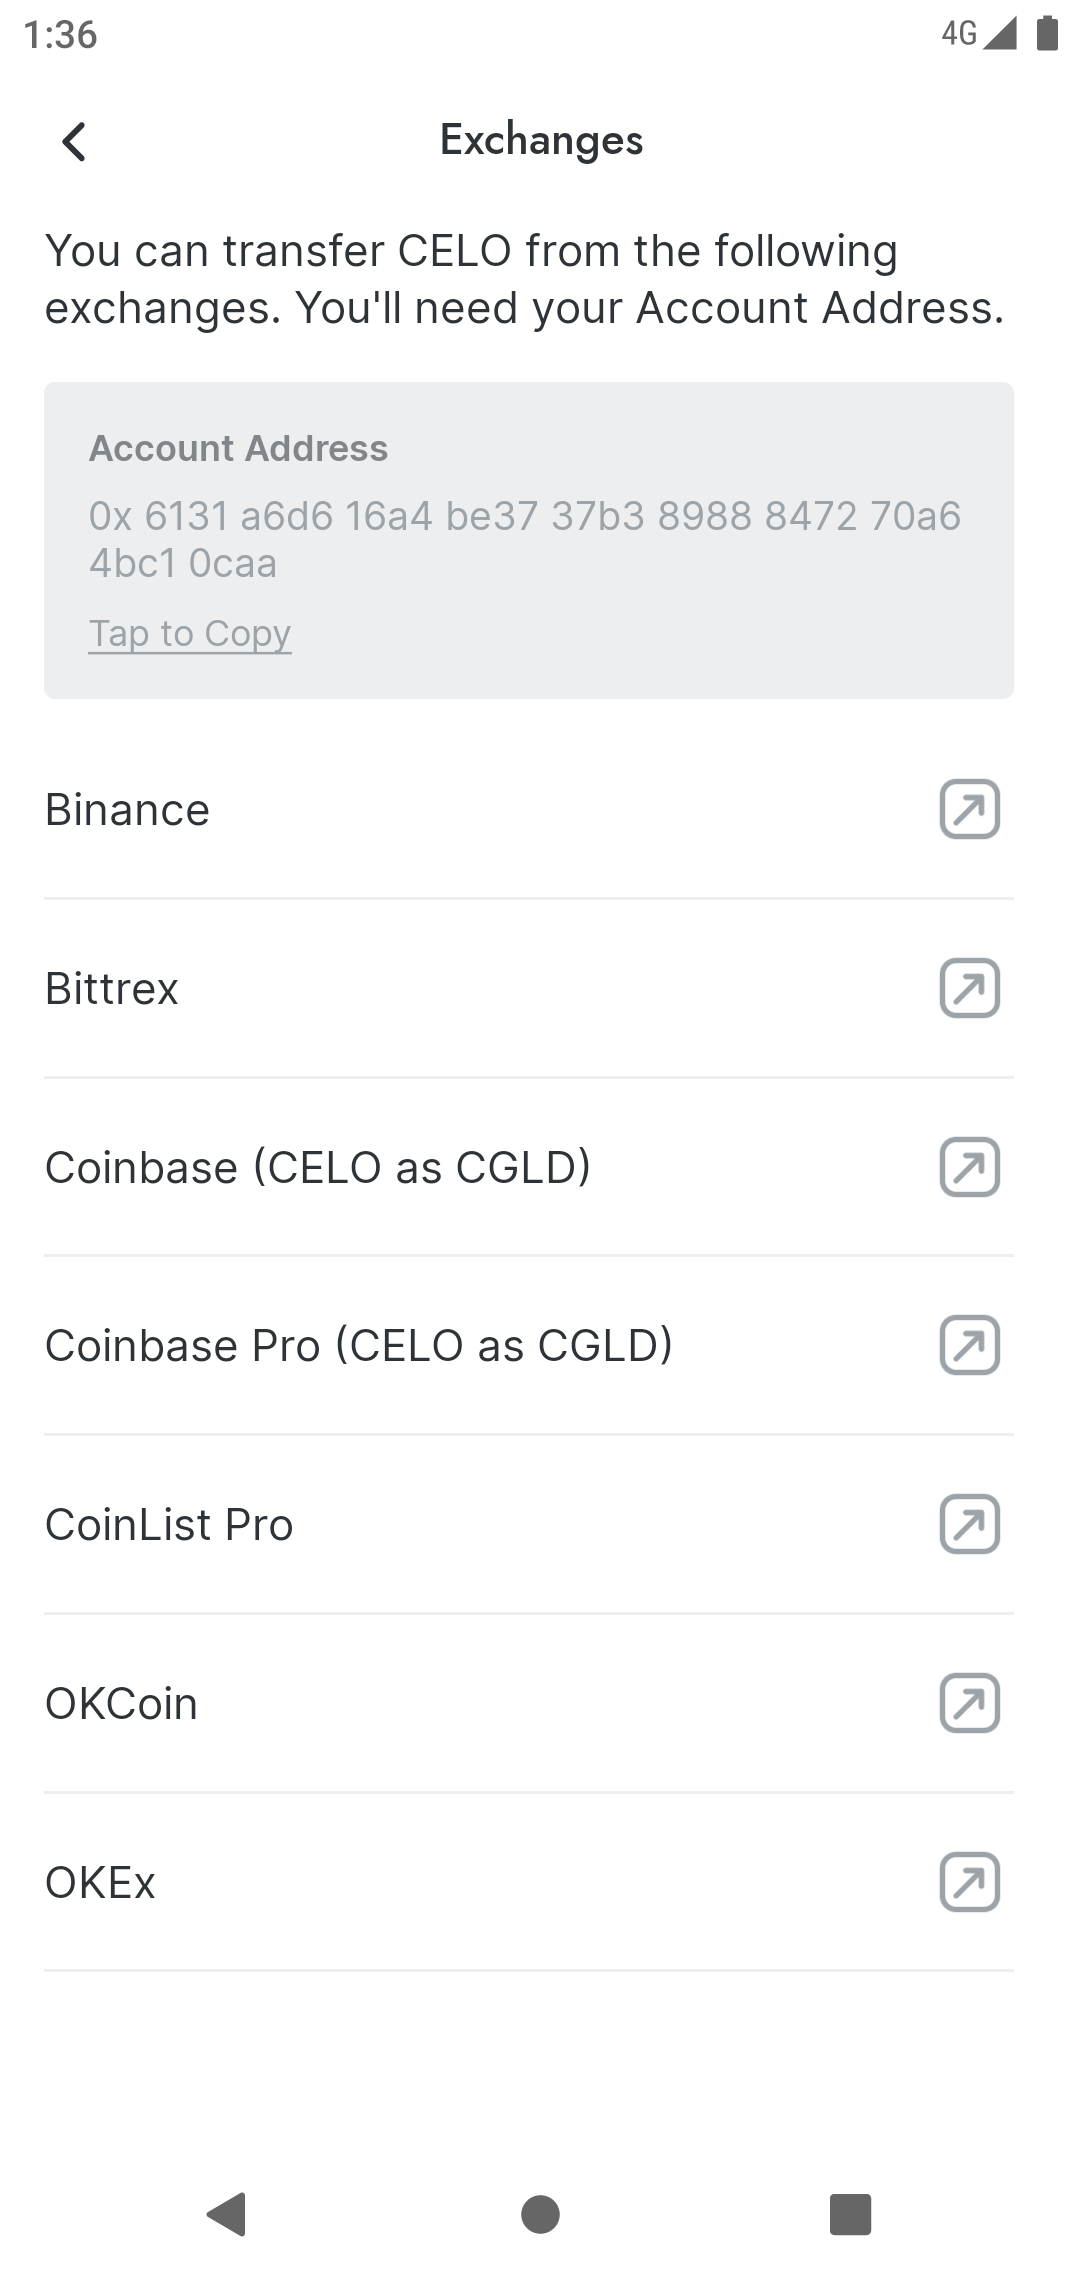 1:36 4G
Exchanges
You can transfer CELO from the following
exchanges. You'll need your Account Address.
Account Address
0x 6131 a6d6 16a4 be37 37b3 8988 8472 70a6
4bc1 0caa
Tap to Copy
Binance
Bittrex
Coinbase (CELO as CGLD)
Coinbase Pro (CELO as CGLD)
CoinList Pro
OKCoin
OKEx